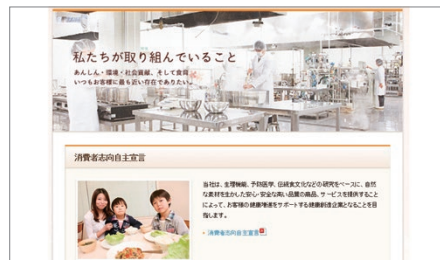 私たちが取り組んでいること
あんしん・環境・社会貢献、そして食育
いつもお客様に最も近い存在でありたい。
消費者志向自主宣言
当社は、生理機能、予防医学、伝統食文化などの研究をベースに、自然
な素材を生かした安心・安全な高い品質の商品、サービスを提供すること
によって、お客様の健康増進をサポートする健康創造企業となることを目
指します。
消費者志向自主宣言